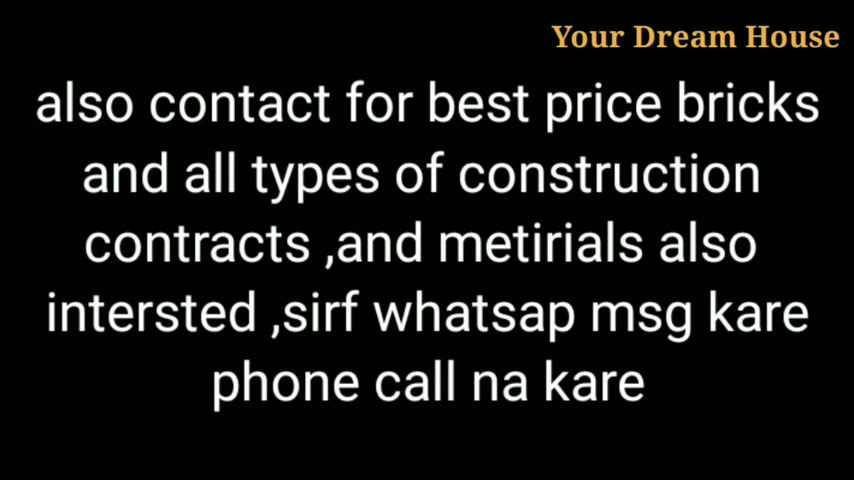 Your Dream House
also contact for best price bricks
and all types of construction
contracts ,and metirials also
intersted ,sirf whatsap msg kare
phone call na kare